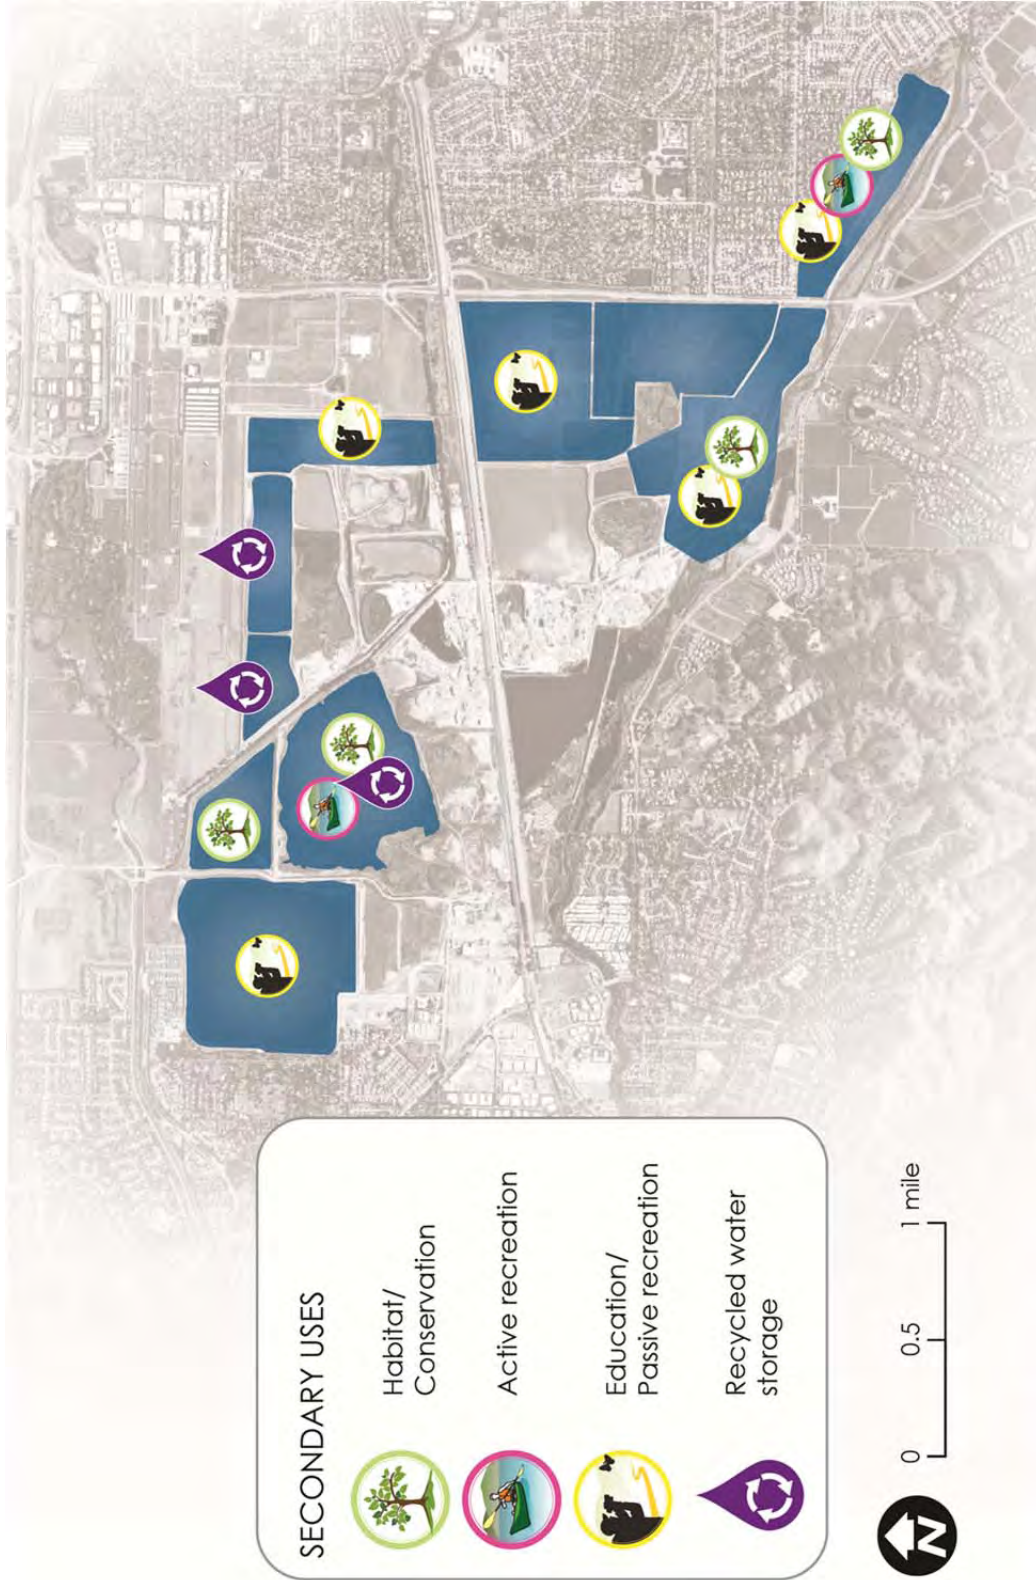 SECONDARY USES
Habitat/
Conservation
Active recreation
Education/
Passive recreation
Recycled water
storage
N
0 0.5 1 mile